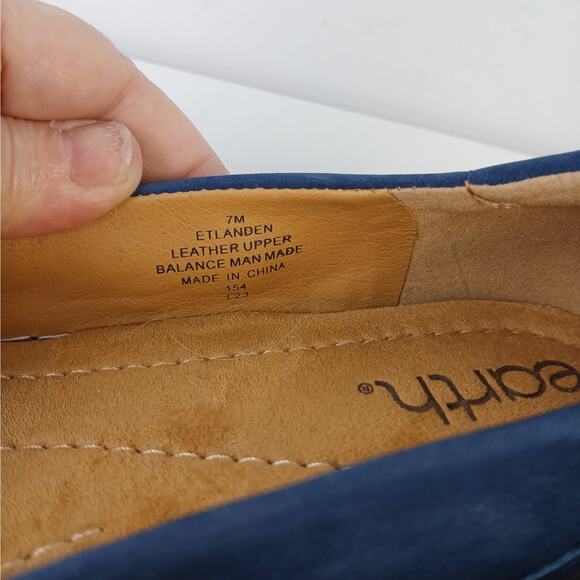 7M
ETLANDEN
LEATHER UPPER
BALANCE MAN MADE
MADE IN CHINA
154
L23
earth®